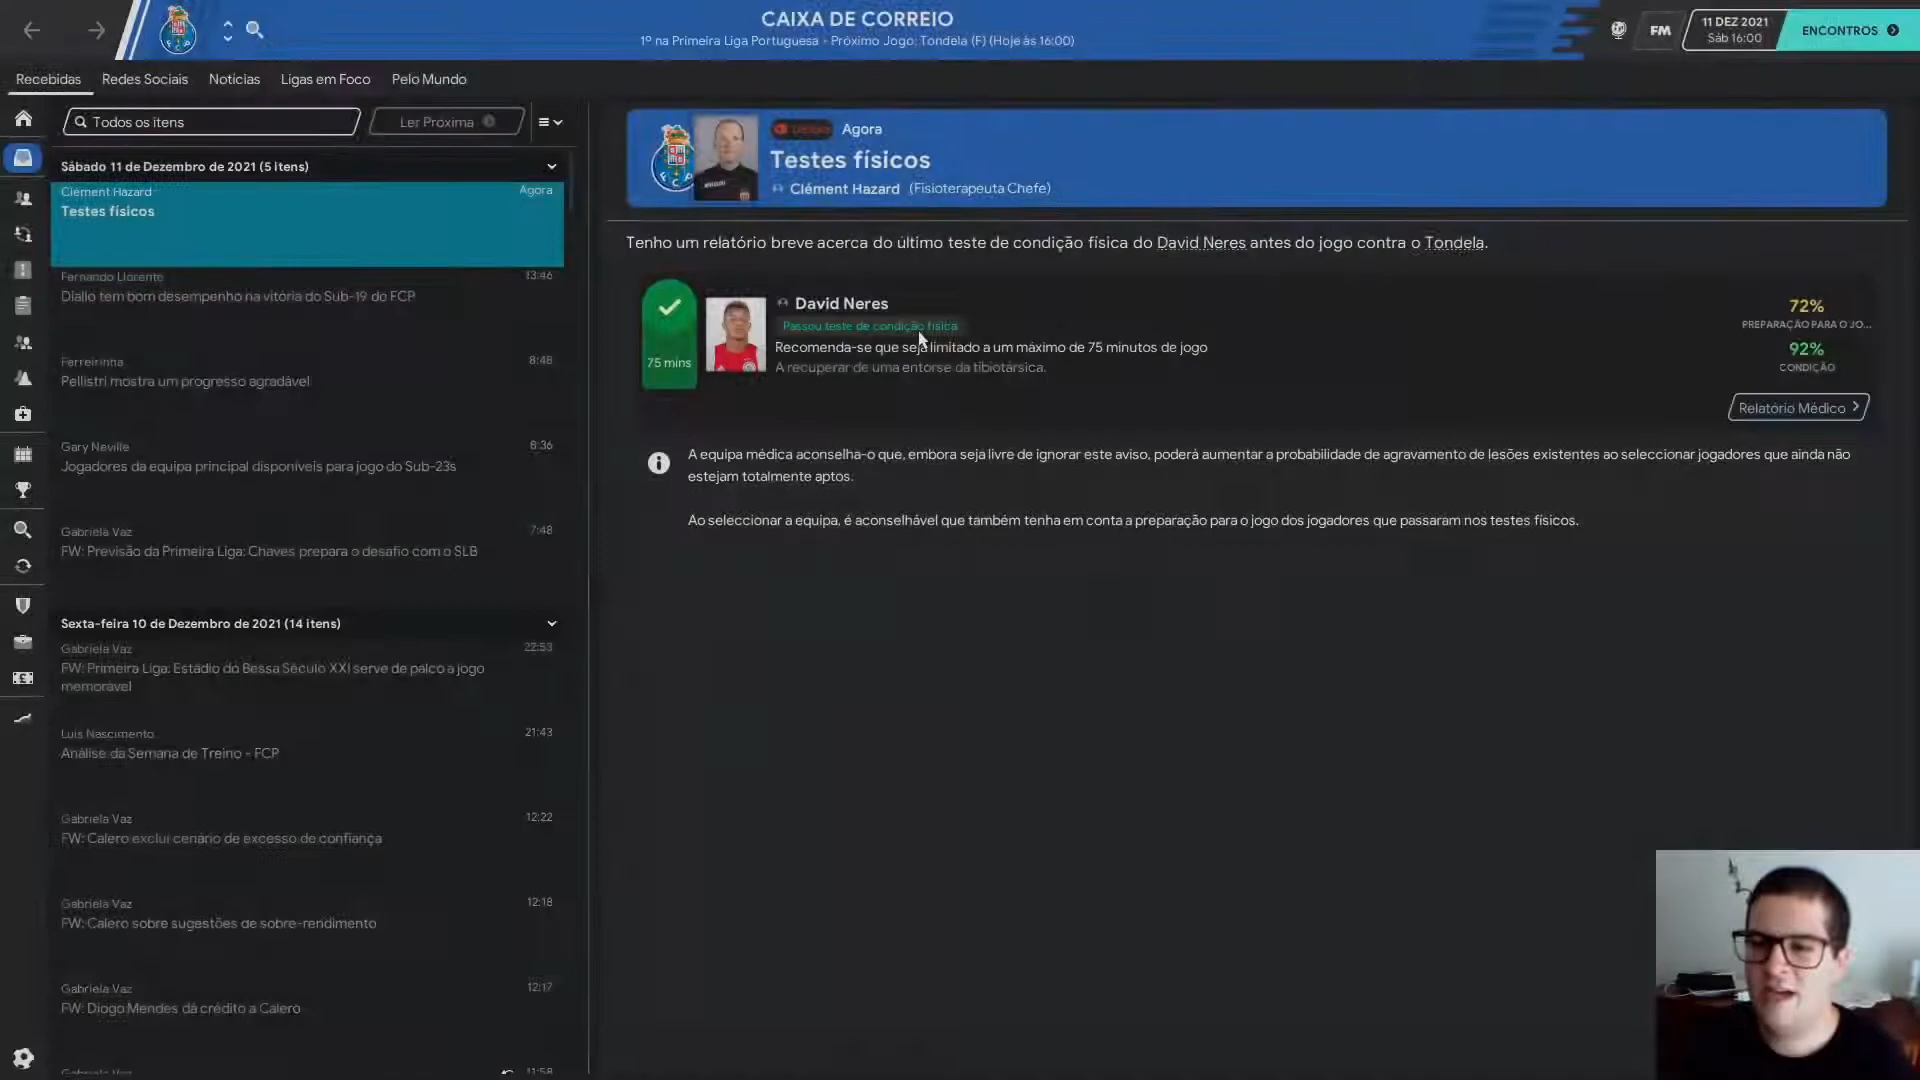 CAIXA DE CORREIO
1º na Primeira Liga Portuguesa - Próximo Jogo: Tondela (F) (Hoje às 16:00)
FM
11 DEZ 2021
Sáb 16:00
ENCONTROS
Recebidas
Redes Sociais
Notícias
Ligas em Foco
Pelo Mundo
Todos os itens
Ler Próxima
Sábado 11 de Dezembro de 2021 (5 itens)
Clément Hazard
Agora
Testes físicos
Fernando Llorente
13:46
Diallo tem bom desempenho na vitória do Sub-19 do FCP
Ferreirinha
8:48
Pellistri mostra um progresso agradável
Gary Neville
8:36
Jogadores da equipa principal disponíveis para jogo do Sub-23s
Gabriela Vaz
7:48
FW: Previsão da Primeira Liga: Chaves prepara o desafio com o SLB
Sexta-feira 10 de Dezembro de 2021 (14 itens)
Gabriela Vaz
22:53
FW: Primeira Liga: Estádio do Bessa Século XXI serve de palco a jogo
memorável
Luís Nascimento
21:43
Análise da Semana de Treino - FCP
Gabriela Vaz
12:22
FW: Calero exclui cenário de excesso de confiança
Gabriela Vaz
12:18
FW: Calero sobre sugestões de sobre-rendimento
Gabriela Vaz
12:17
FW: Diogo Mendes dá crédito a Calero
Gabriela Vaz
11:58
Agora
Testes físicos
Clément Hazard (Fisioterapeuta Chefe)
Tenho um relatório breve acerca do último teste de condição física do David Neres antes do jogo contra o Tondela.
75 mins
David Neres
Passou teste de condição física
Recomenda-se que seja limitado a um máximo de 75 minutos de jogo
A recuperar de uma entorse da tibiotársica.
72%
PREPARAÇÃO PARA O JO...
92%
CONDIÇÃO
Relatório Médico
A equipa médica aconselha-o que, embora seja livre de ignorar este aviso, poderá aumentar a probabilidade de agravamento de lesões existentes ao seleccionar jogadores que ainda não
estejam totalmente aptos.
Ao seleccionar a equipa, é aconselhável que também tenha em conta a preparação para o jogo dos jogadores que passaram nos testes físicos.